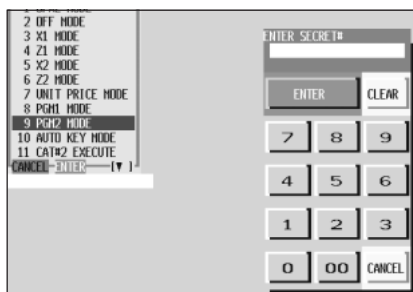 2 OFF MODE
3 X1 MODE
4 Z1 MODE
5 X2 MODE
6 Z2 MODE
7 UNIT PRICE MODE
8 PGM1 MODE
9 PGM2 MODE
10 AUTO KEY MODE
11 CAT#2 EXECUTE
CANCEL ENTER [▼ ]
ENTER SECRET#
ENTER CLEAR
7 8 9
4 5 6
1 2 3
0 00 CANCEL